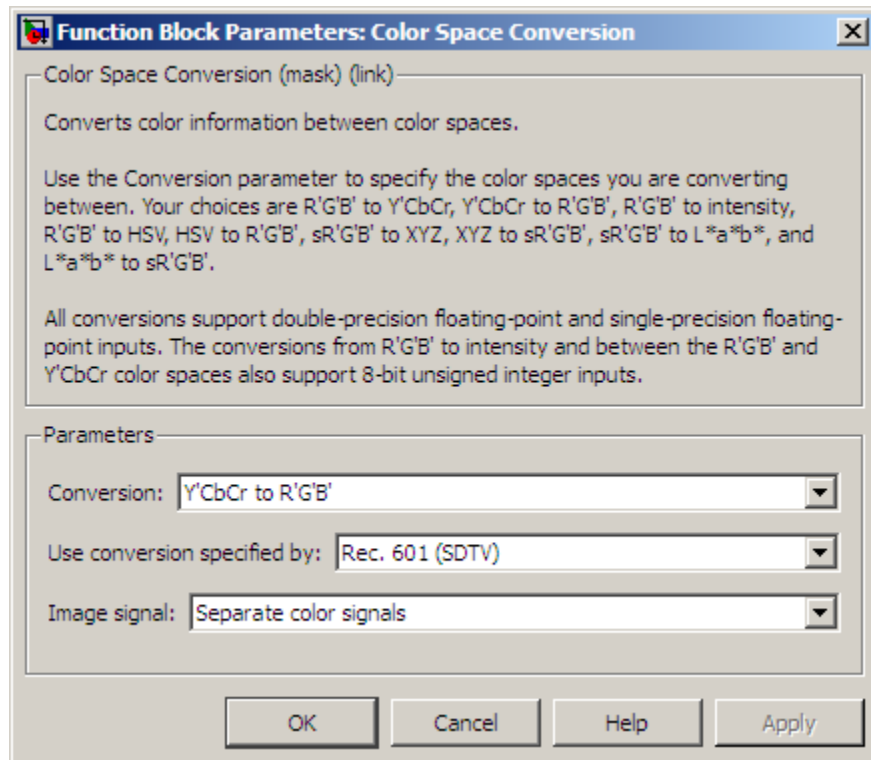 Function Block Parameters: Color Space Conversion
Color Space Conversion (mask) (link)
Converts color information between color spaces.
Use the Conversion parameter to specify the color spaces you are converting
between. Your choices are R'G'B' to Y'CbCr, Y'CbCr to R'G'B', R'G'B' to intensity,
R'G'B' to HSV, HSV to R'G'B', sR'G'B' to XYZ, XYZ to sR'G'B', sR'G'B' to L*a*b*, and
L*a*b* to sR'G'B'.
All conversions support double-precision floating-point and single-precision floating-
point inputs. The conversions from R'G'B' to intensity and between the R'G'B' and
Y'CbCr color spaces also support 8-bit unsigned integer inputs.
Parameters
Conversion: Y'CbCr to R'G'B'
Use conversion specified by: Rec. 601 (SDTV)
Image signal: Separate color signals
OK Cancel Help Apply